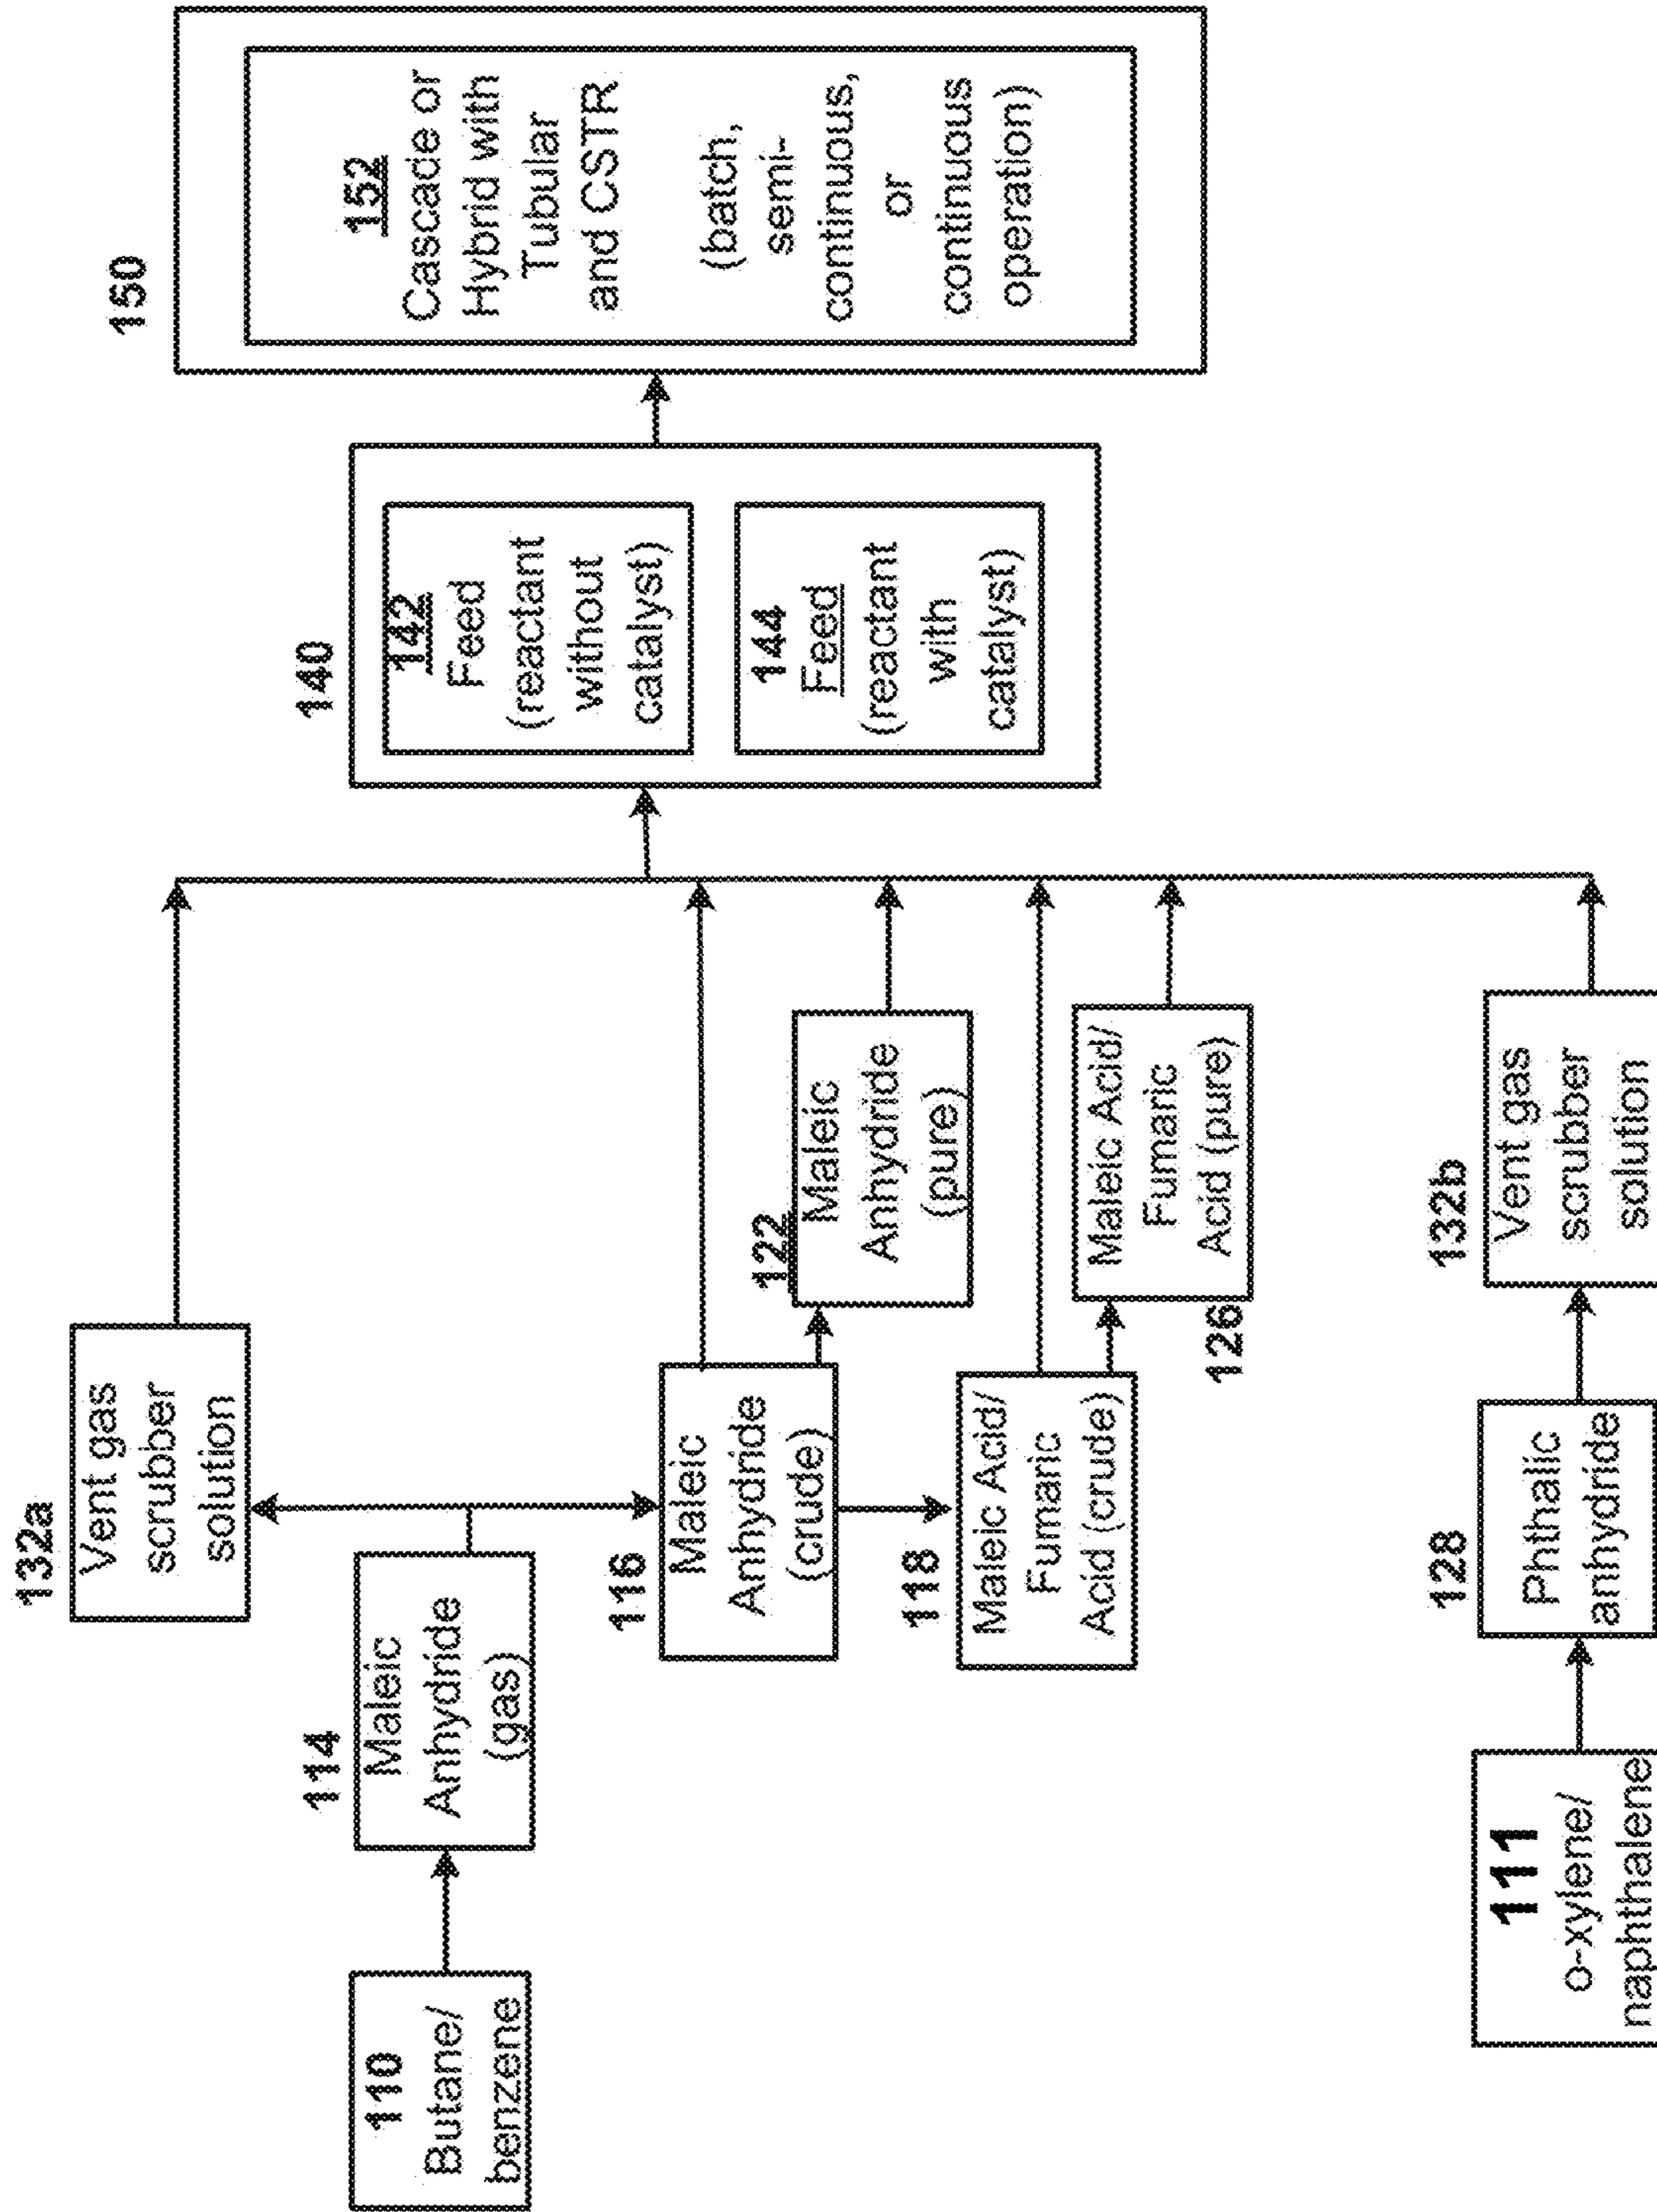 110
Butane/
benzene
114
Maleic
Anhydride
(gas)
132a
Vent gas
scrubber
solution
116
Maleic
Anhydride
(crude)
118
Maleic Acid/
Fumaric
Acid (crude)
122
Maleic
Anhydride
(pure)
126
Maleic Acid/
Fumaric
Acid (pure)
111
o-xylene/
naphthalene
128
Phthalic
anhydride
132b
Vent gas
scrubber
solution
140
142
Feed
(reactant
without
catalyst)
144
Feed
(reactant
with
catalyst)
150
152
Cascade or
Hybrid with
Tubular
and CSTR
(batch,
semi-
continuous,
or
continuous
operation)